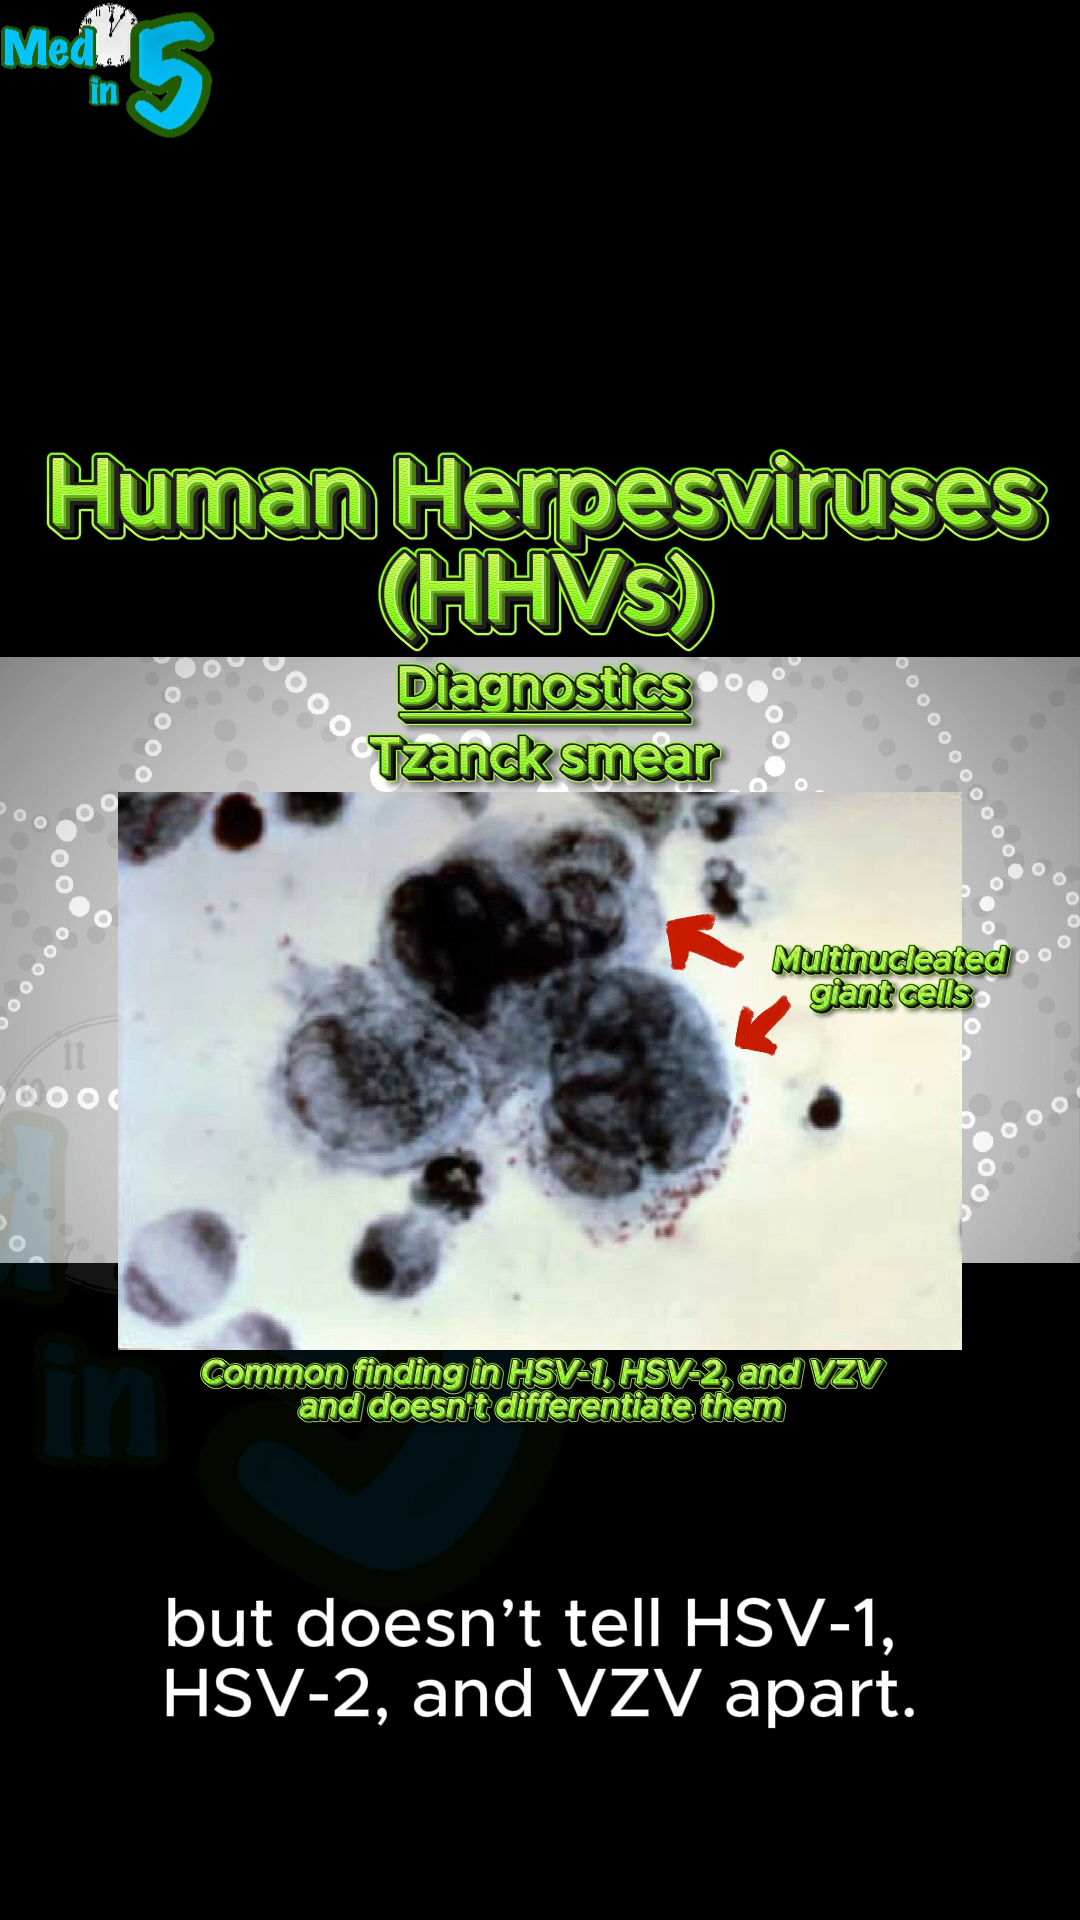 Med
in 5
Human Herpesviruses
(HHVs)
Diagnostics
Tzanck smear
Multinucleated
giant cells
Common finding in HSV-1, HSV-2, and VZV
and doesn't differentiate them
in
but doesn’t tell HSV-1,
HSV-2, and VZV apart.